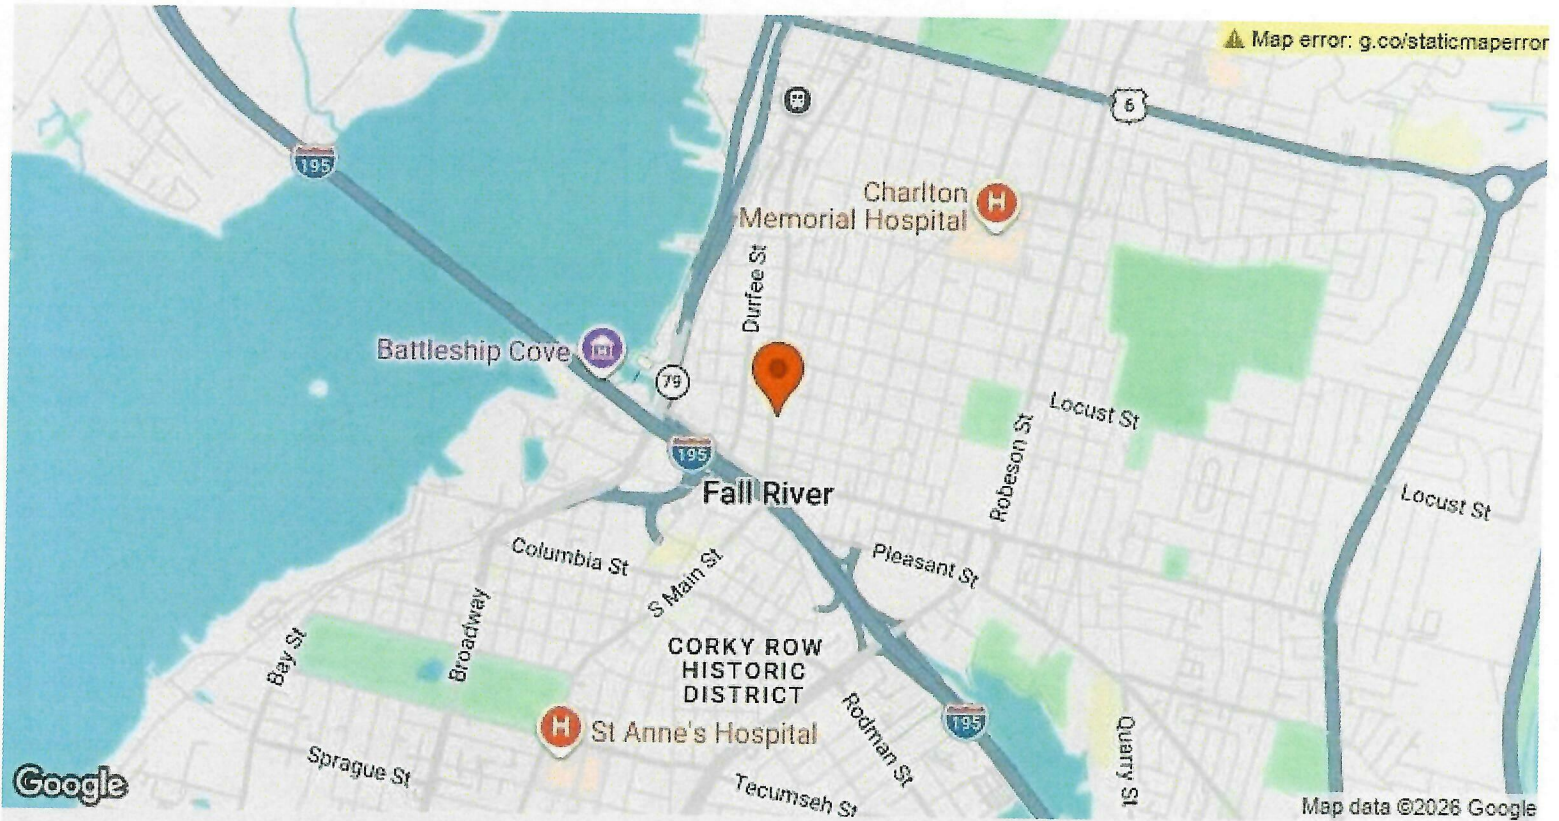 Map error: g.co/staticmaperror
6
195
Charlton
Memorial Hospital
H
Durfee St
Battleship Cove
79
Locust St
Robeson St
195
Fall River
Locust St
Columbia St
S Main St
Pleasant St
Broadway
Bay St
CORKY ROW
HISTORIC
DISTRICT
Rodman St
195
H
St Anne's Hospital
Quarry St
Sprague St
Tecumseh St
Google
Map data ©2026 Google